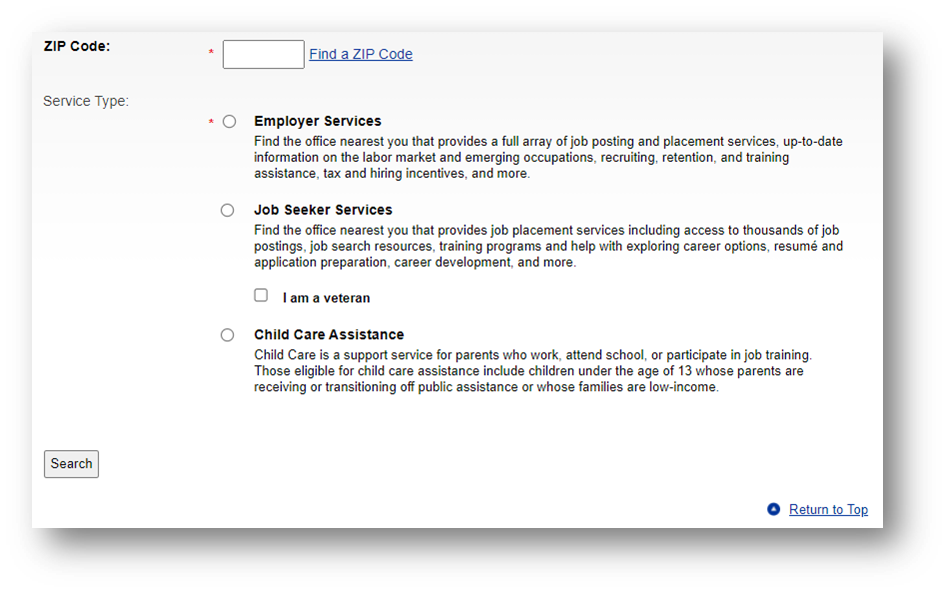 ZIP Code:
* Find a ZIP Code
Service Type:
* Employer Services
Find the office nearest you that provides a full array of job posting and placement services, up-to-date
information on the labor market and emerging occupations, recruiting, retention, and training
assistance, tax and hiring incentives, and more.
Job Seeker Services
Find the office nearest you that provides job placement services including access to thousands of job
postings, job search resources, training programs and help with exploring career options, resumé and
application preparation, career development, and more.
I am a veteran
Child Care Assistance
Child Care is a support service for parents who work, attend school, or participate in job training.
Those eligible for child care assistance include children under the age of 13 whose parents are
receiving or transitioning off public assistance or whose families are low-income.
Search
Return to Top